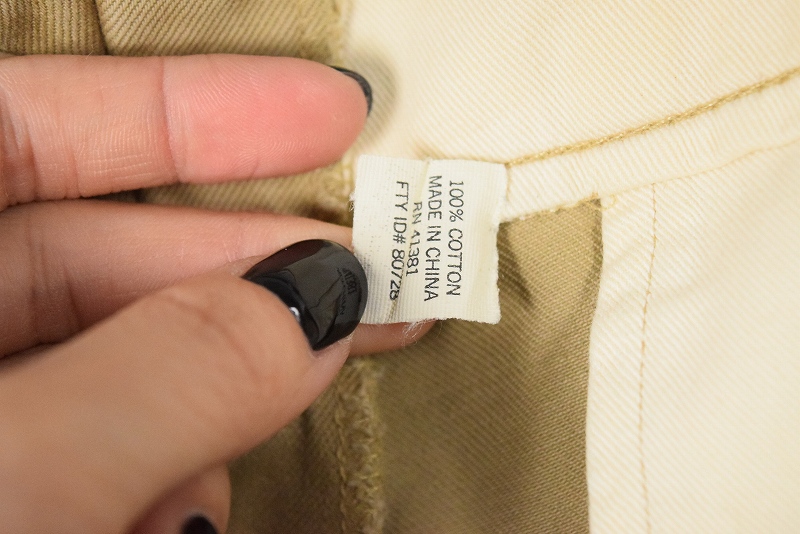 100% COTTON
MADE IN CHINA
RN 41381
FTY ID# 80728